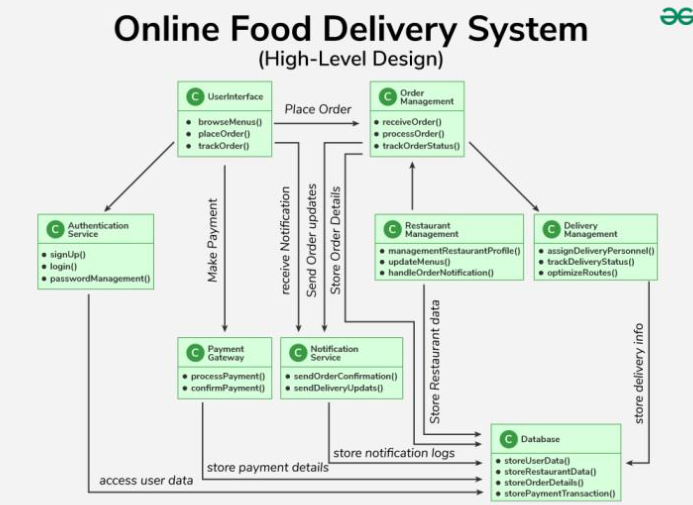 Online Food Delivery System
(High-Level Design)
C UserInterface
browseMenus()
placeOrder()
trackOrder()
Place Order
C Order
Management
receiveOrder()
processOrder()
trackOrderStatus()
C Authentication
Service
signUp()
login()
passwordManagement()
Make Payment
receive Notification
Send Order updates
Store Order Details
C Restaurant
Management
managementRestaurantProfile()
updateMenus()
handleOrderNotification()
C Delivery
Management
assignDeliveryPersonnel()
trackDeliveryStatus()
optimizeRoutes()
C Payment
Gateway
processPayment()
confirmPayment()
C Notification
Service
sendOrderConfirmation()
sendDeliveryUpdats()
Store Restaurant data
store delivery info
C Database
storeUserData()
storeRestaurantData()
storeOrderDetails()
storePaymentTransaction()
store notification logs
store payment details
access user data